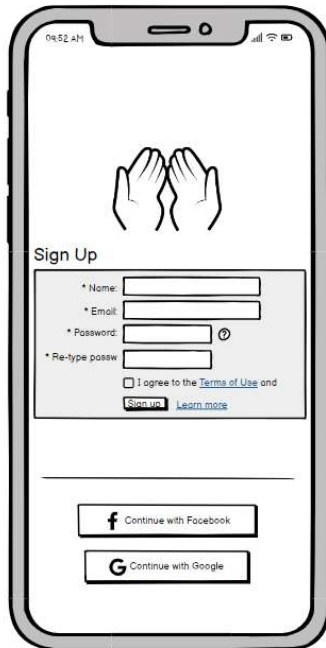 09:52 AM
Sign Up
* Name:
* Email:
* Password: ?
* Re-type passw
I agree to the Terms of Use and
Sign up Learn more
f Continue with Facebook
G Continue with Google